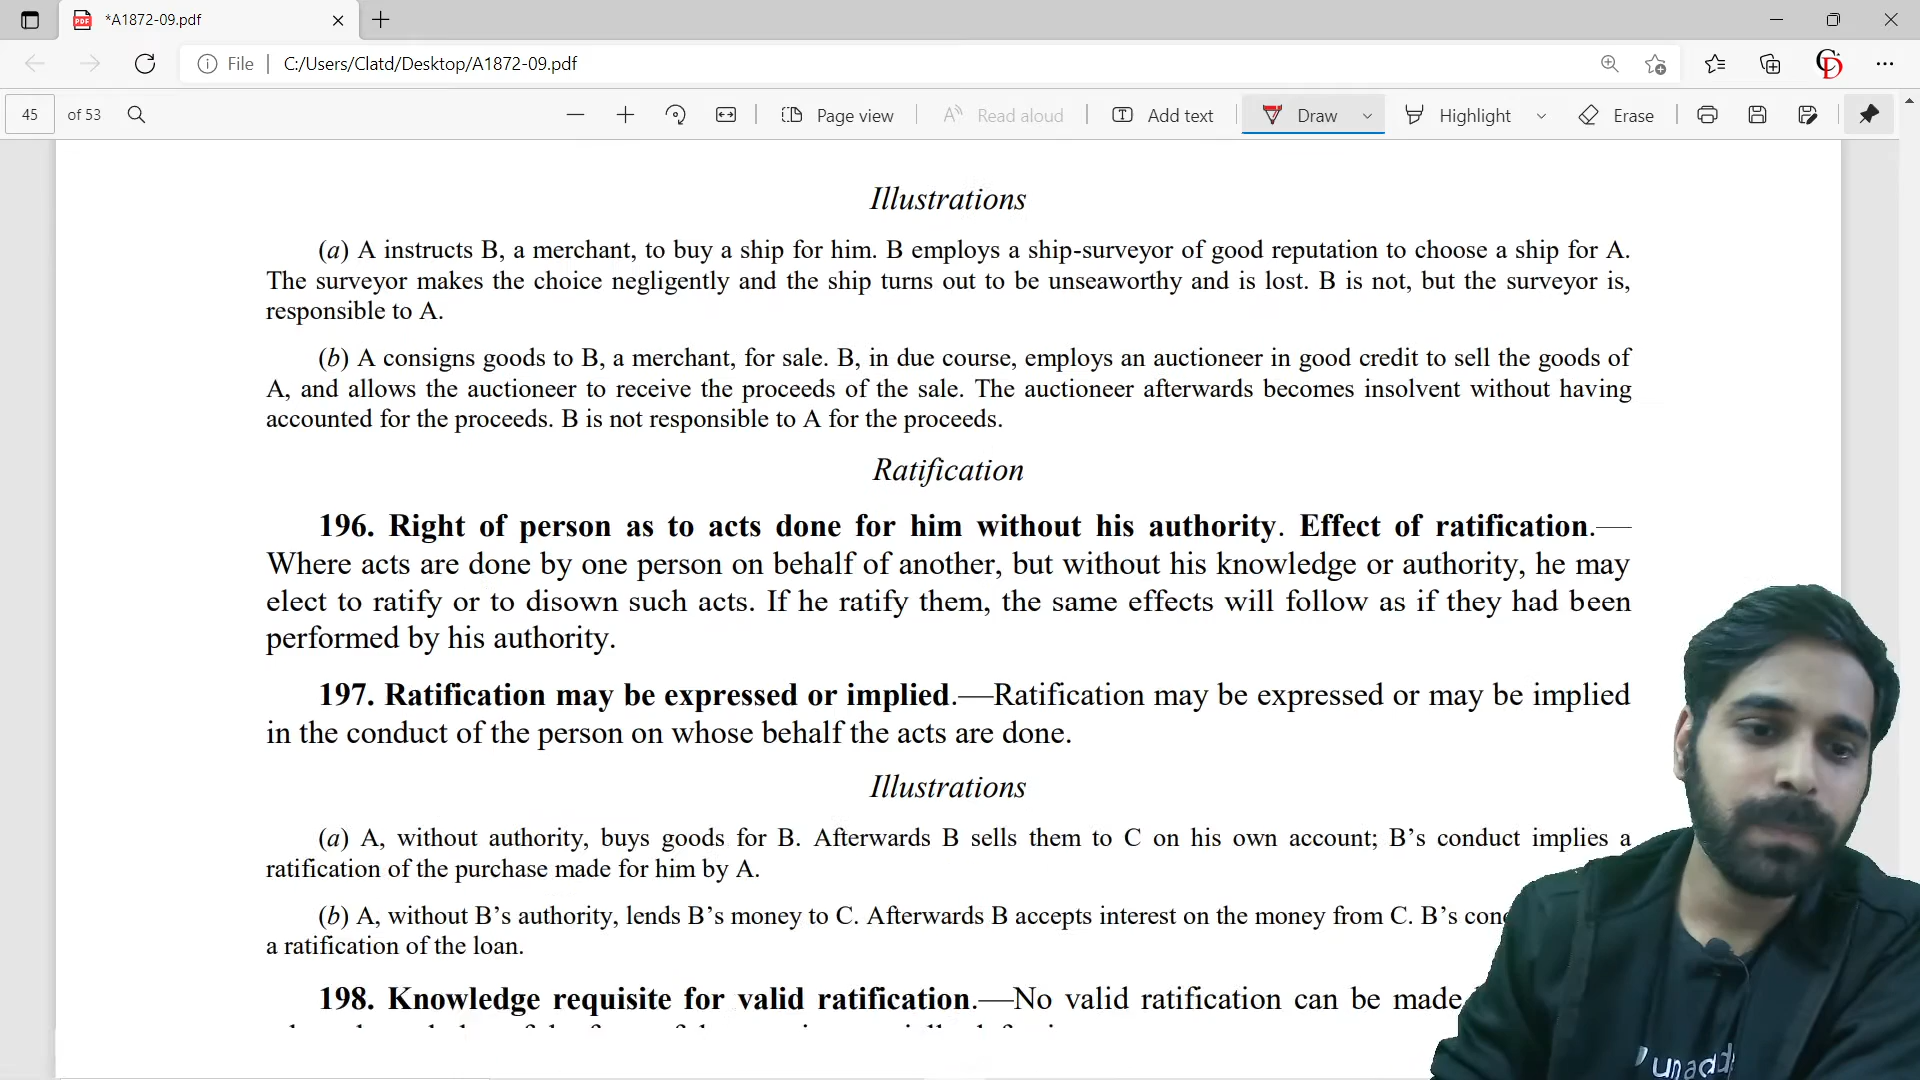 *A1872-09.pdf
File | C:/Users/Clatd/Desktop/A1872-09.pdf
45 of 53 Page view Read aloud Add text Draw Highlight Erase
Illustrations
(a) A instructs B, a merchant, to buy a ship for him. B employs a ship-surveyor of good reputation to choose a ship for A.
The surveyor makes the choice negligently and the ship turns out to be unseaworthy and is lost. B is not, but the surveyor is,
responsible to A.
(b) A consigns goods to B, a merchant, for sale. B, in due course, employs an auctioneer in good credit to sell the goods of
A, and allows the auctioneer to receive the proceeds of the sale. The auctioneer afterwards becomes insolvent without having
accounted for the proceeds. B is not responsible to A for the proceeds.
Ratification
196. Right of person as to acts done for him without his authority. Effect of ratification.—
Where acts are done by one person on behalf of another, but without his knowledge or authority, he may
elect to ratify or to disown such acts. If he ratify them, the same effects will follow as if they had been
performed by his authority.
197. Ratification may be expressed or implied.—Ratification may be expressed or may be implied
in the conduct of the person on whose behalf the acts are done.
Illustrations
(a) A, without authority, buys goods for B. Afterwards B sells them to C on his own account; B’s conduct implies a
ratification of the purchase made for him by A.
(b) A, without B’s authority, lends B’s money to C. Afterwards B accepts interest on the money from C. B’s
a ratification of the loan.
198. Knowledge requisite for valid ratification.—No valid ratification can be made